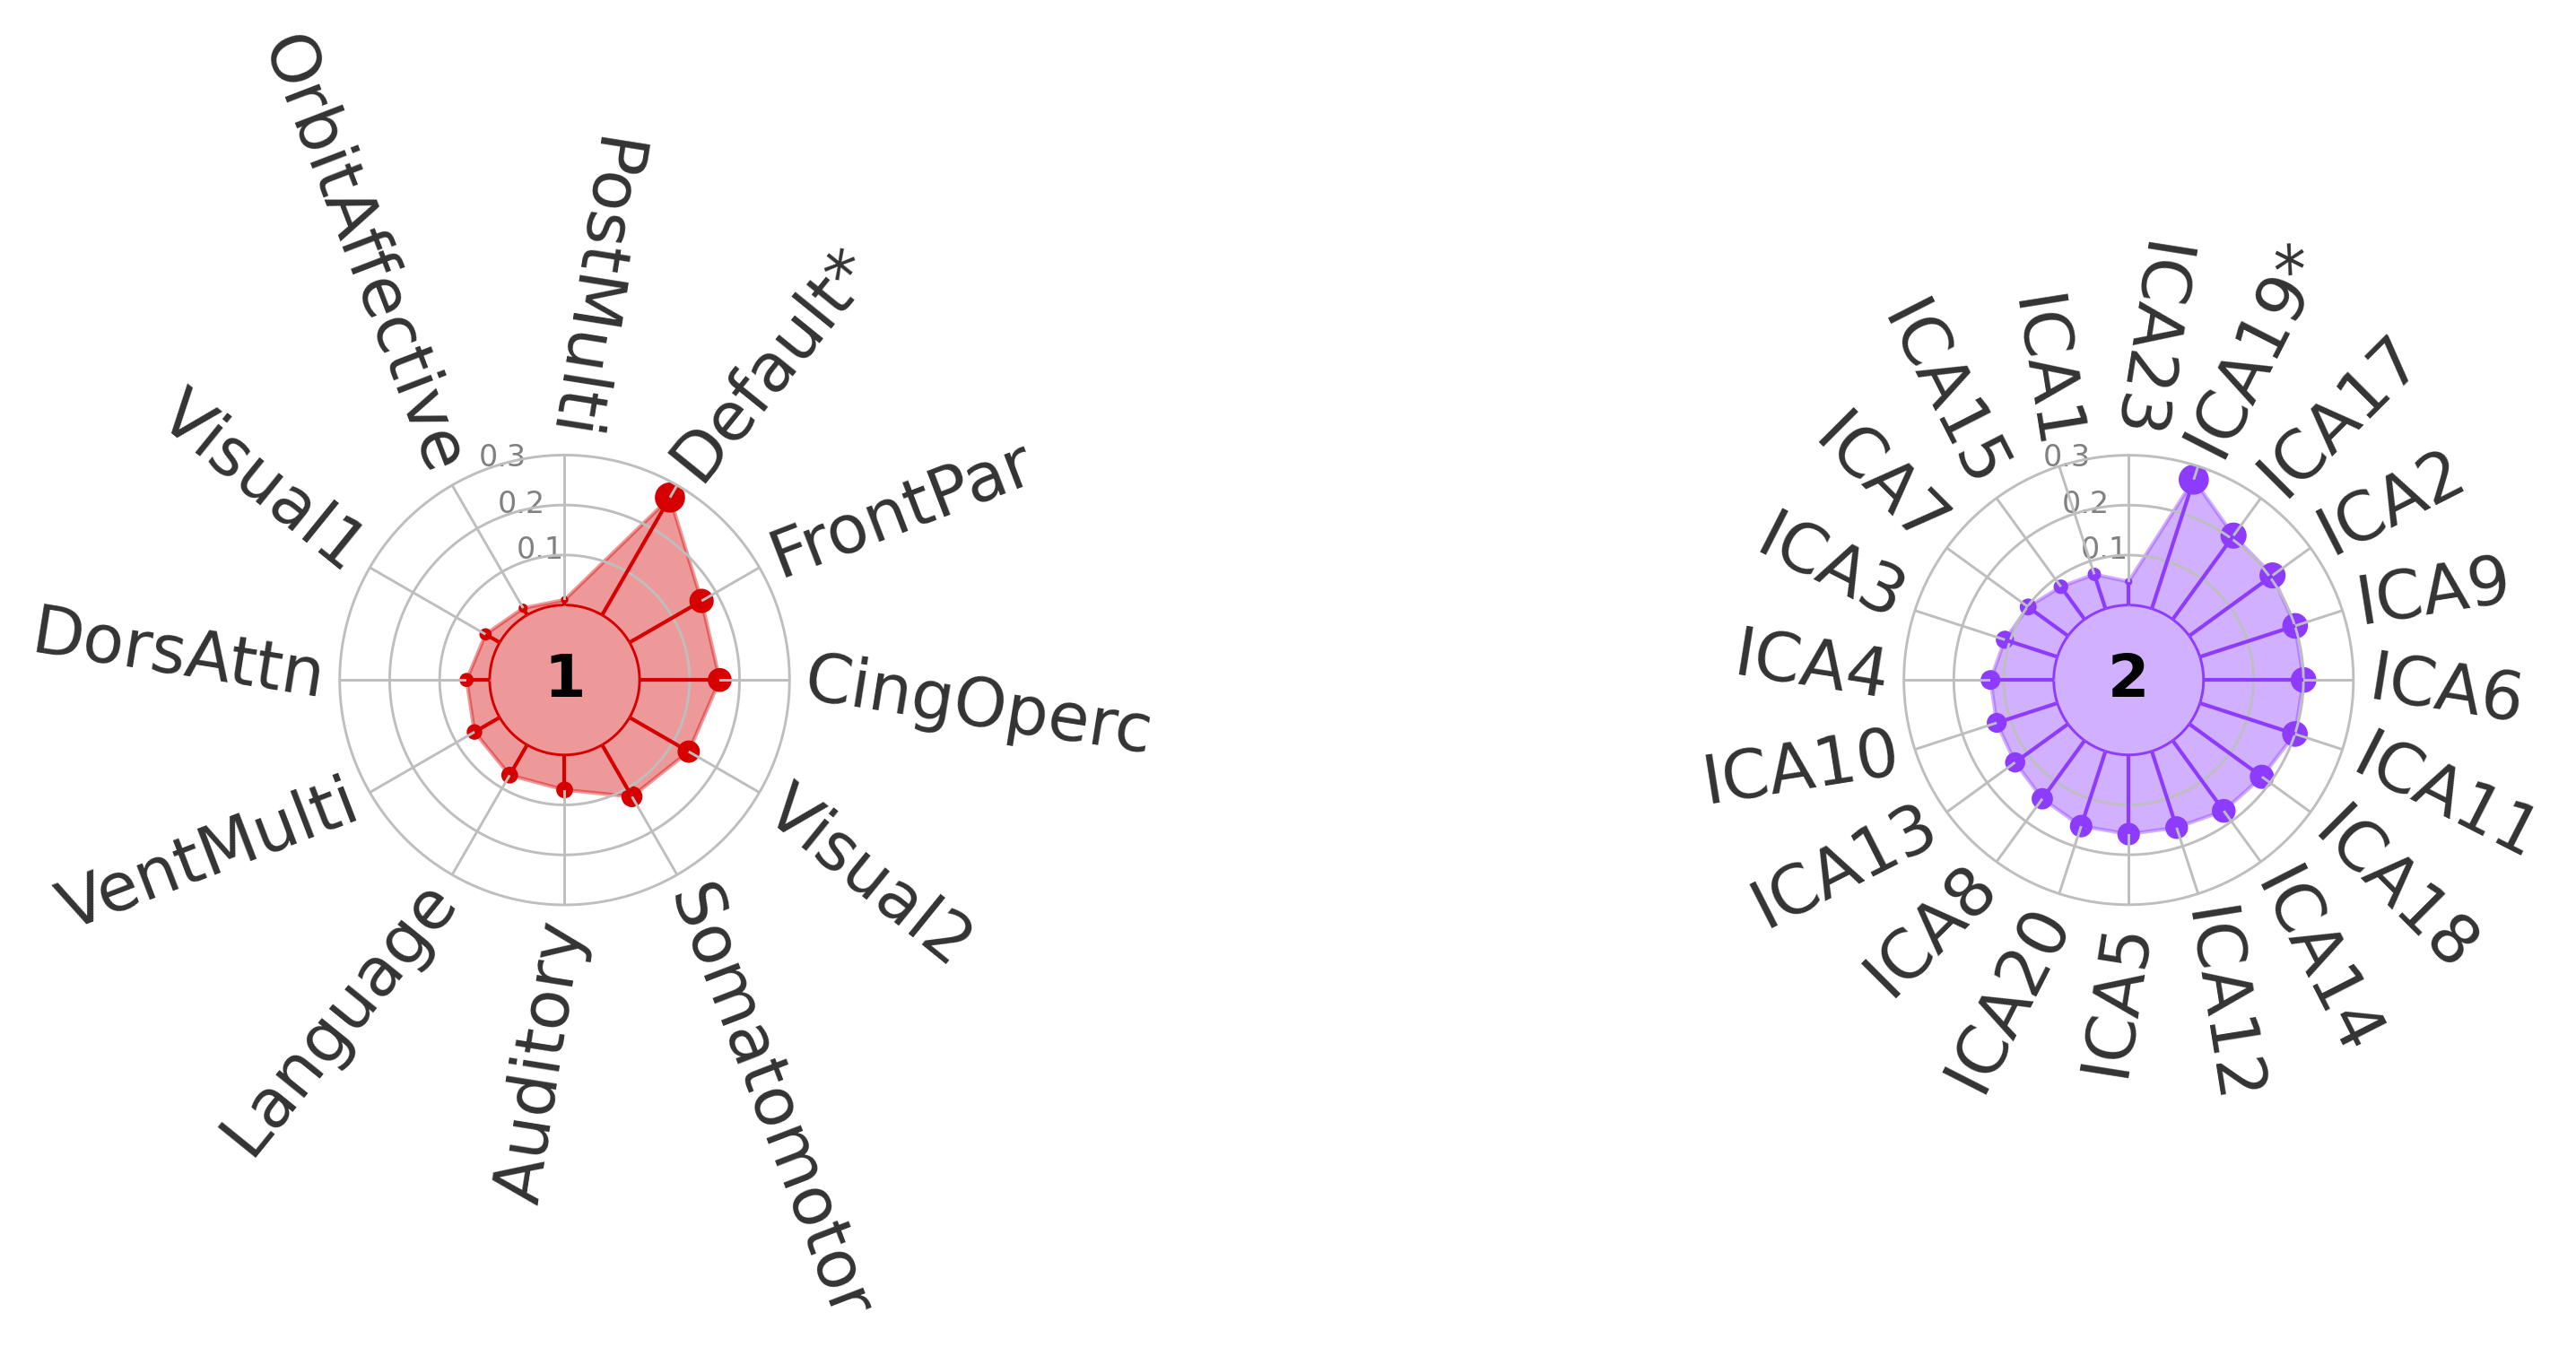 OrbitAffective
PostMulti
Default*
FrontPar
CingOperc
Visual2
Somatomotor
Auditory
Language
VentMulti
DorsAttn
Visual1
0.3
0.2
0.1
1
ICA23
ICA19*
ICA17
ICA2
ICA9
ICA6
ICA11
ICA18
ICA14
ICA12
ICA5
ICA20
ICA8
ICA13
ICA10
ICA4
ICA3
ICA7
ICA15
ICA1
0.3
0.2
0.1
2